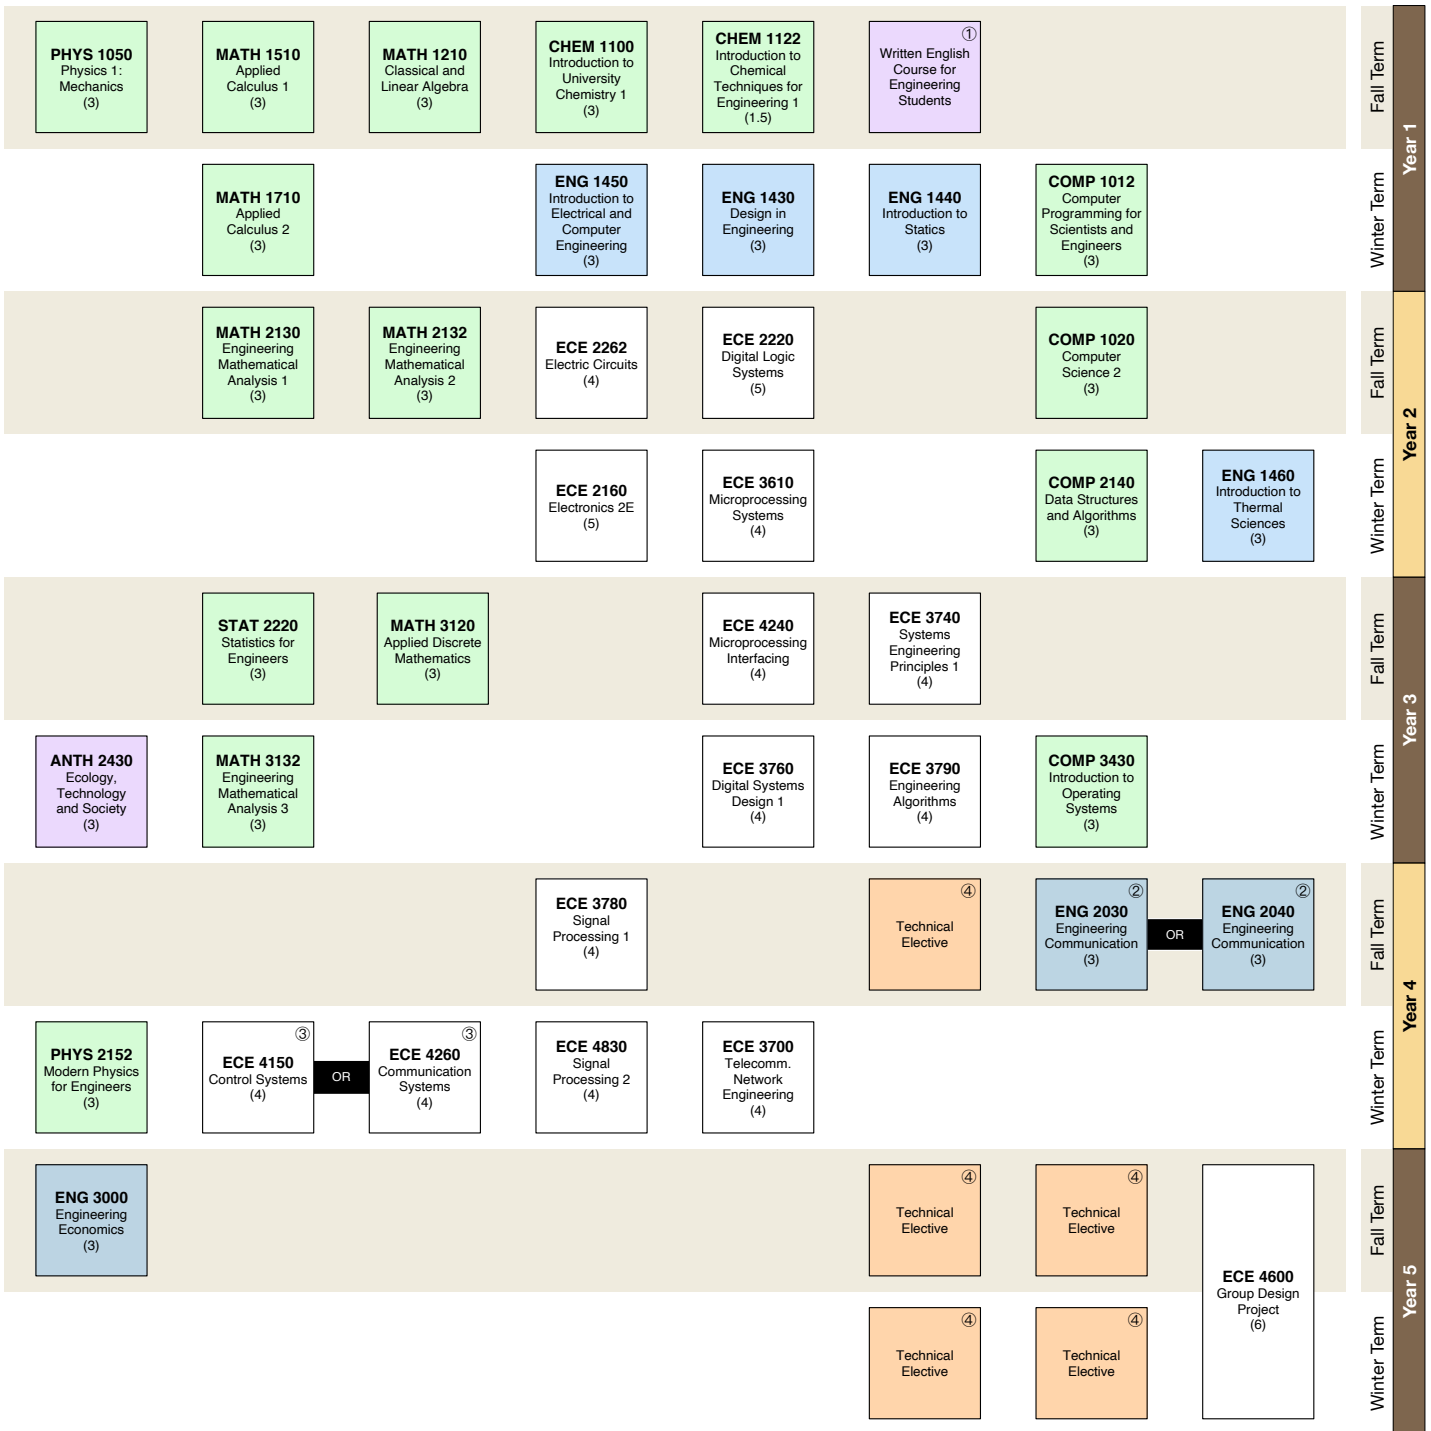 PHYS 1050
Physics 1:
Mechanics
(3)
MATH 1510
Applied
Calculus 1
(3)
MATH 1210
Classical and
Linear Algebra
(3)
CHEM 1100
Introduction to
University
Chemistry 1
(3)
CHEM 1122
Introduction to
Chemical
Techniques for
Engineering 1
(1.5)
①
Written English
Course for
Engineering
Students
Fall Term
Year 1
MATH 1710
Applied
Calculus 2
(3)
ENG 1450
Introduction to
Electrical and
Computer
Engineering
(3)
ENG 1430
Design in
Engineering
(3)
ENG 1440
Introduction to
Statics
(3)
COMP 1012
Computer
Programming for
Scientists and
Engineers
(3)
Winter Term
MATH 2130
Engineering
Mathematical
Analysis 1
(3)
MATH 2132
Engineering
Mathematical
Analysis 2
(3)
ECE 2262
Electric Circuits
(4)
ECE 2220
Digital Logic
Systems
(5)
COMP 1020
Computer
Science 2
(3)
Fall Term
Year 2
ECE 2160
Electronics 2E
(5)
ECE 3610
Microprocessing
Systems
(4)
COMP 2140
Data Structures
and Algorithms
(3)
ENG 1460
Introduction to
Thermal
Sciences
(3)
Winter Term
STAT 2220
Statistics for
Engineers
(3)
MATH 3120
Applied Discrete
Mathematics
(3)
ECE 4240
Microprocessing
Interfacing
(4)
ECE 3740
Systems
Engineering
Principles 1
(4)
Fall Term
Year 3
ANTH 2430
Ecology,
Technology
and Society
(3)
MATH 3132
Engineering
Mathematical
Analysis 3
(3)
ECE 3760
Digital Systems
Design 1
(4)
ECE 3790
Engineering
Algorithms
(4)
COMP 3430
Introduction to
Operating
Systems
(3)
Winter Term
ECE 3780
Signal
Processing 1
(4)
④
Technical
Elective
②
ENG 2030
Engineering
Communication
(3)
OR
②
ENG 2040
Engineering
Communication
(3)
Fall Term
Year 4
PHYS 2152
Modern Physics
for Engineers
(3)
③
ECE 4150
Control Systems
(4)
OR
③
ECE 4260
Communication
Systems
(4)
ECE 4830
Signal
Processing 2
(4)
ECE 3700
Telecomm.
Network
Engineering
(4)
Winter Term
ENG 3000
Engineering
Economics
(3)
④
Technical
Elective
④
Technical
Elective
ECE 4600
Group Design
Project
(6)
Fall Term
Year 5
④
Technical
Elective
④
Technical
Elective
Winter Term